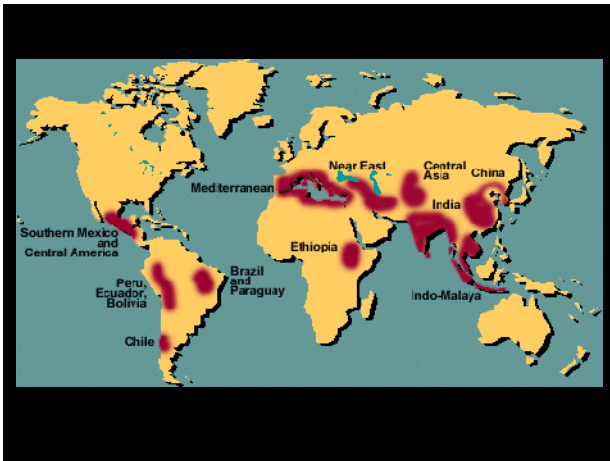 Near East
Central
Asia
China
Mediterranean
India
Southern Mexico
and
Central America
Ethiopia
Peru,
Ecuador,
Bolivia
Brazil
and
Paraguay
Indo-Malaya
Chile